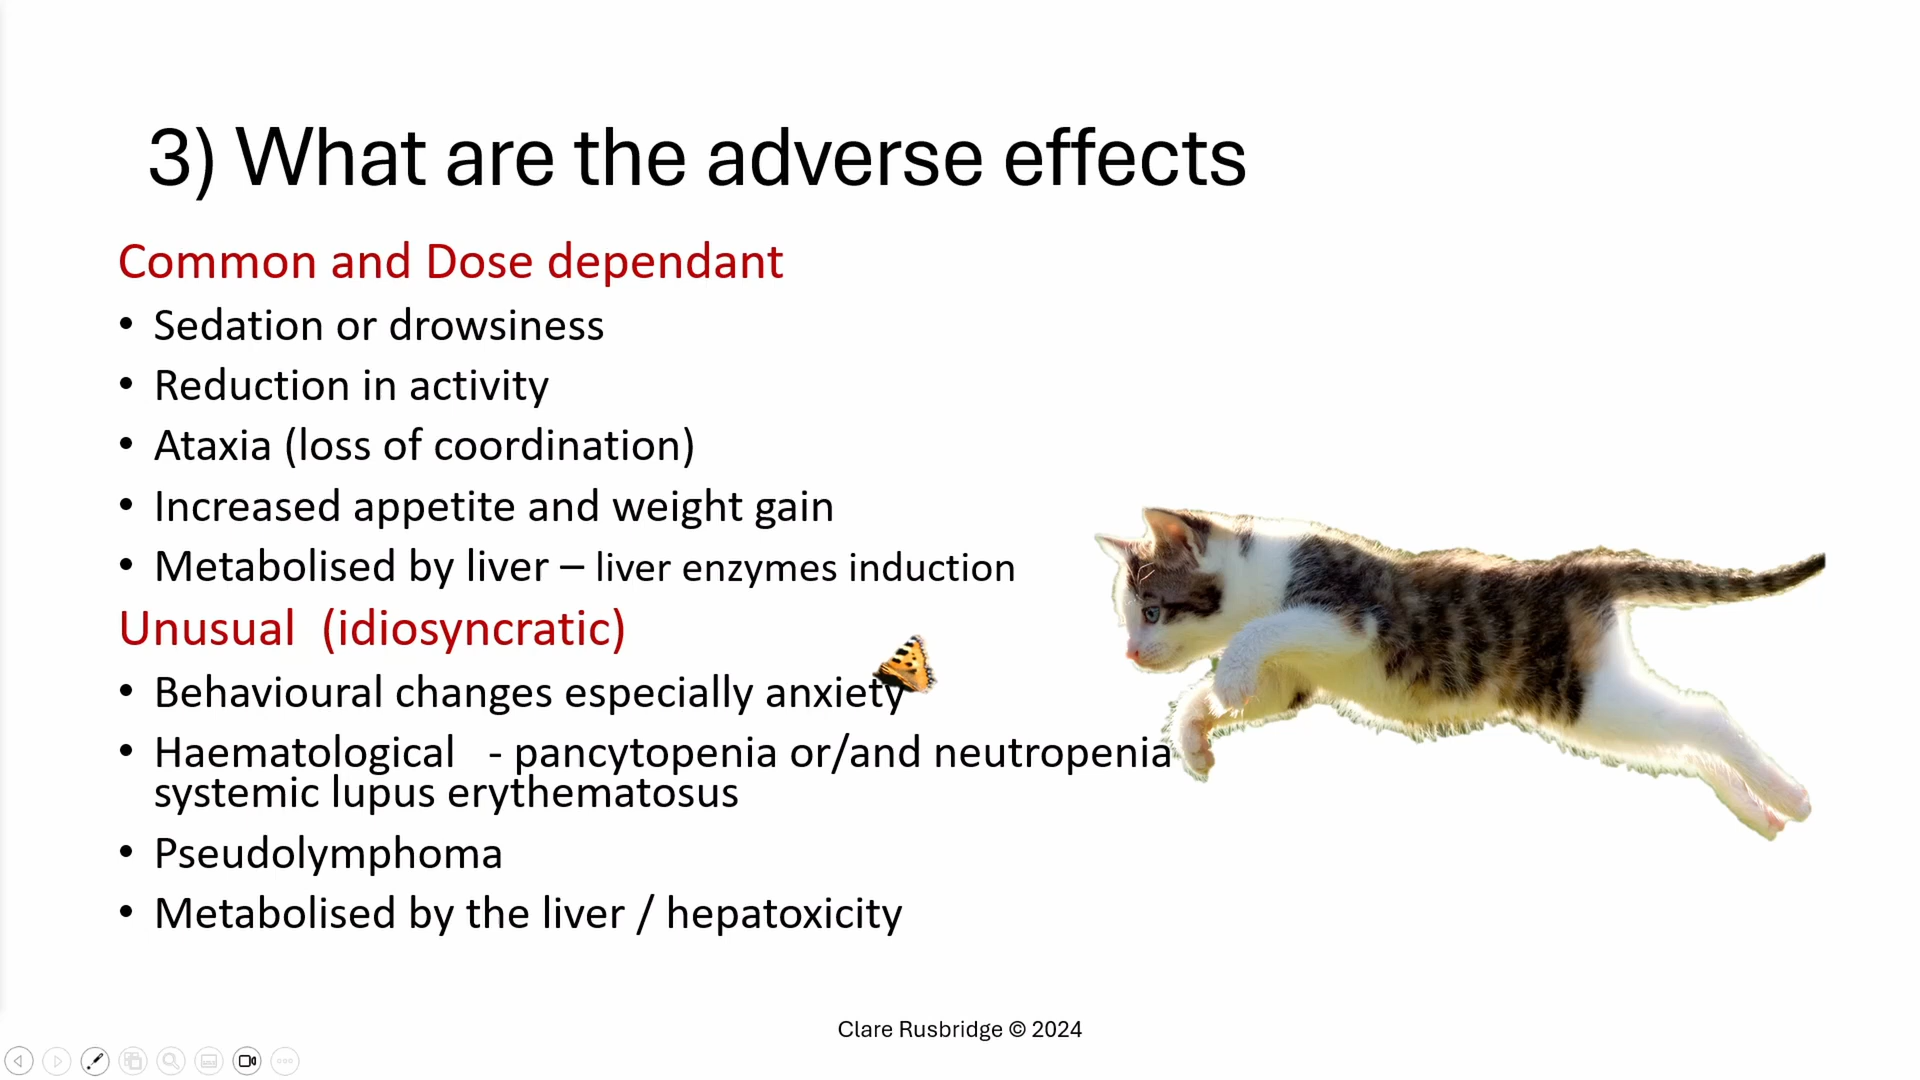 3) What are the adverse effects
Common and Dose dependant
• Sedation or drowsiness
• Reduction in activity
• Ataxia (loss of coordination)
• Increased appetite and weight gain
• Metabolised by liver – liver enzymes induction
Unusual  (idiosyncratic)
• Behavioural changes especially anxiety
• Haematological   - pancytopenia or/and neutropenia
systemic lupus erythematosus
• Pseudolymphoma
• Metabolised by the liver / hepatoxicity
Clare Rusbridge © 2024